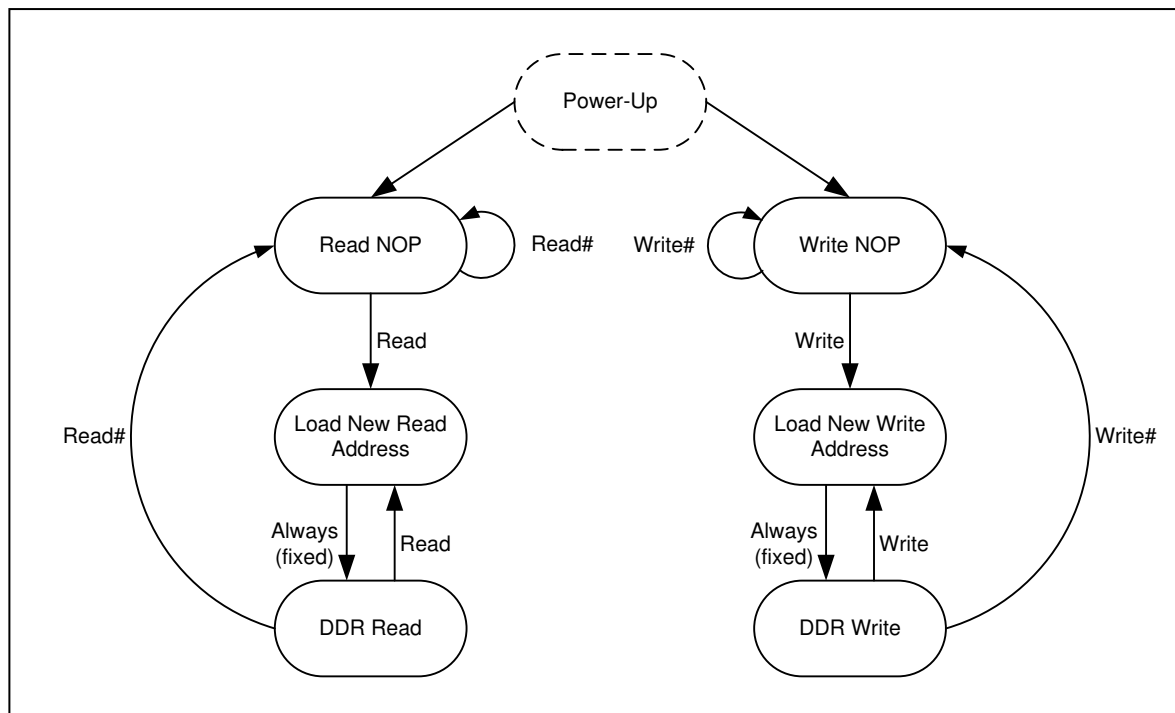 Power-Up
Read NOP
Read#
Write#
Write NOP
Read
Write
Load New Read
Address
Load New Write
Address
Read#
Write#
Always
(fixed)
Read
Always
(fixed)
Write
DDR Read
DDR Write